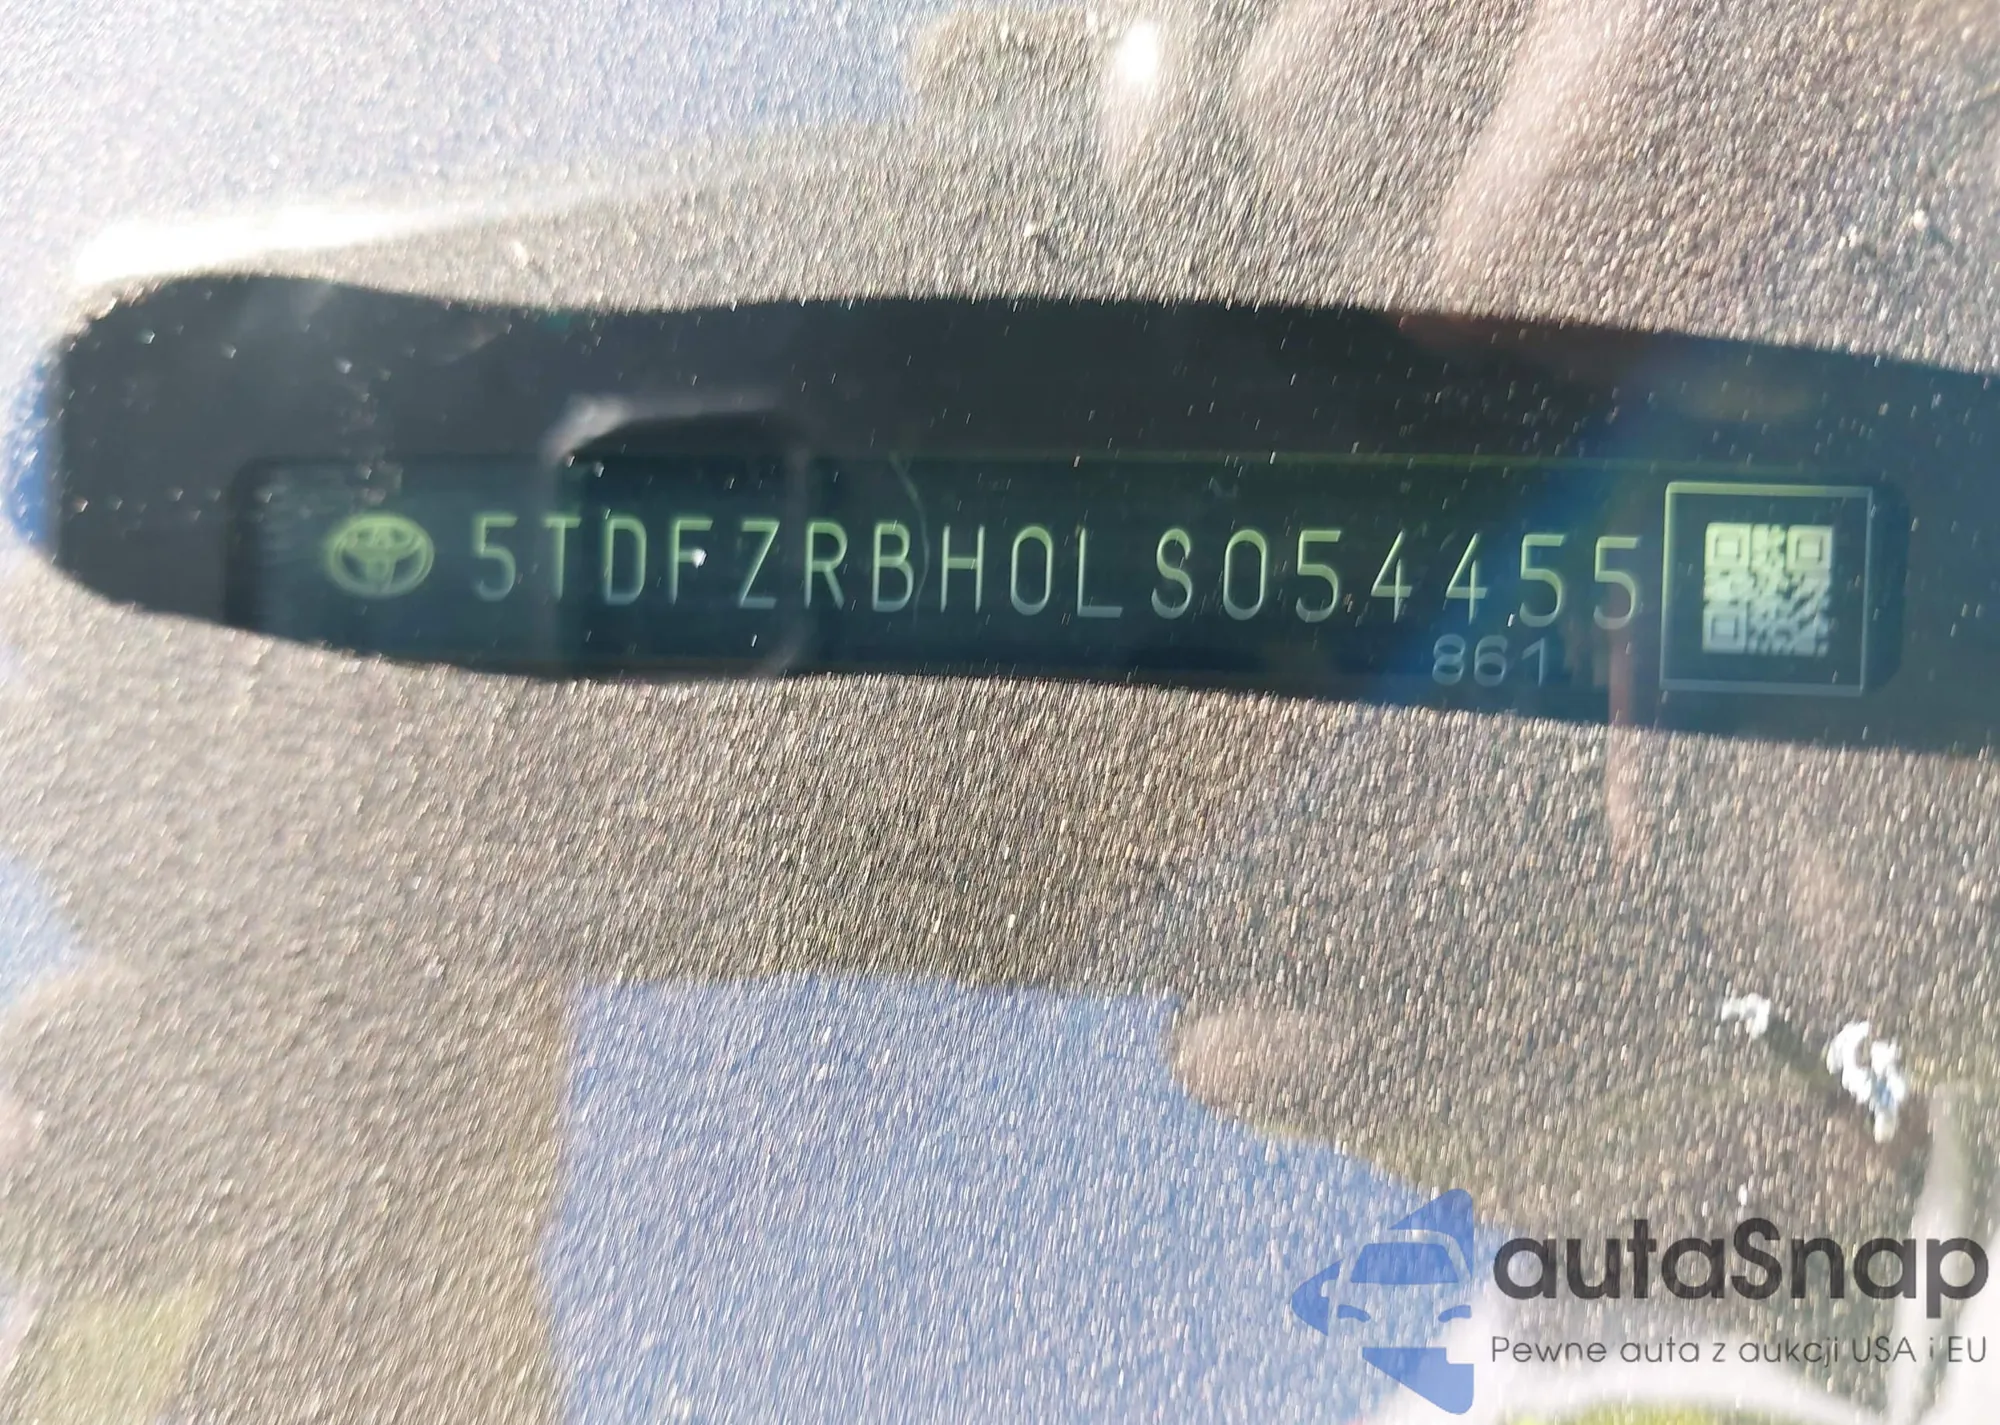 5TDFZRBH0LS054455
861
autaSnap
Pewne auta z aukcji USA i EU